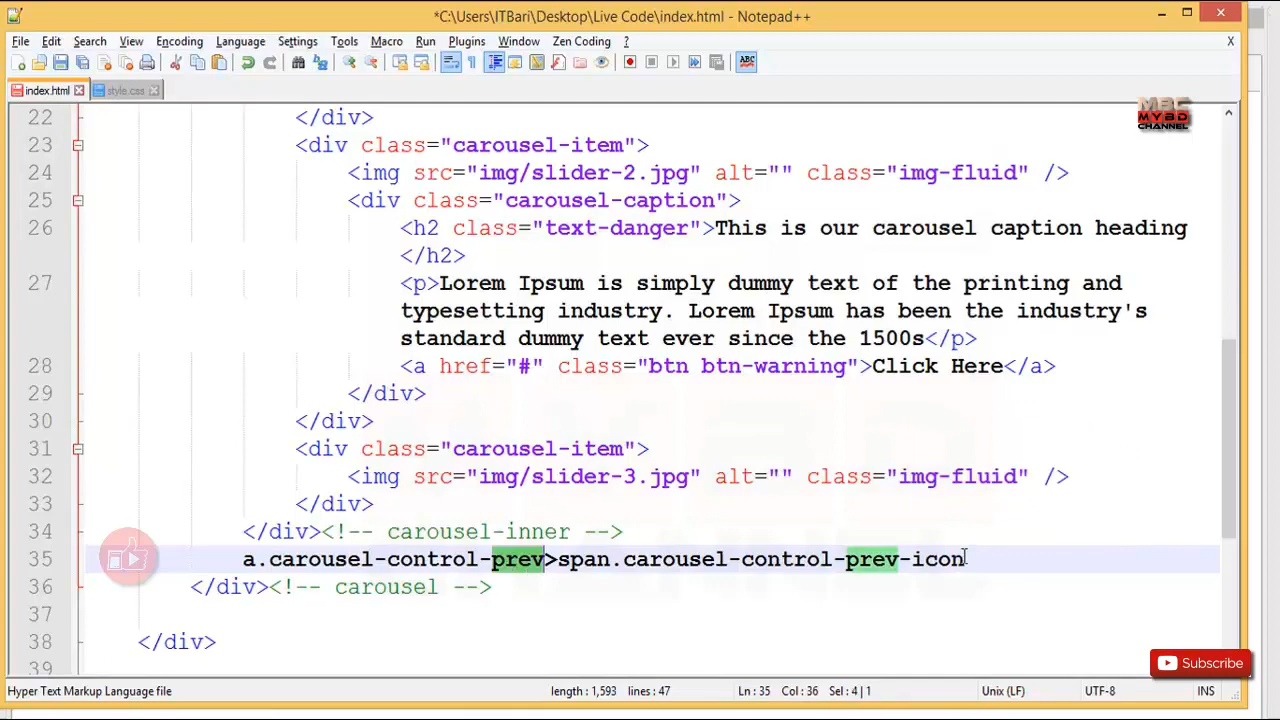 *C:\Users\ITBari\Desktop\Live Code\index.html - Notepad++
File Edit Search View Encoding Language Settings Tools Macro Run Plugins Window Zen Coding ? X
index.html style.css
MBC
MYBD
CHANNEL
22 </div>
23 <div class="carousel-item">
24 <img src="img/slider-2.jpg" alt="" class="img-fluid" />
25 <div class="carousel-caption">
26 <h2 class="text-danger">This is our carousel caption heading
</h2>
27 <p>Lorem Ipsum is simply dummy text of the printing and
typesetting industry. Lorem Ipsum has been the industry's
standard dummy text ever since the 1500s</p>
28 <a href="#" class="btn btn-warning">Click Here</a>
29 </div>
30 </div>
31 <div class="carousel-item">
32 <img src="img/slider-3.jpg" alt="" class="img-fluid" />
33 </div>
34 </div><!-- carousel-inner -->
35 a.carousel-control-prev>span.carousel-control-prev-icon
36 </div><!-- carousel -->
37
38 </div>
39
Subscribe
Hyper Text Markup Language file length : 1,593 lines : 47 Ln : 35 Col : 36 Sel : 4 | 1 Unix (LF) UTF-8 INS